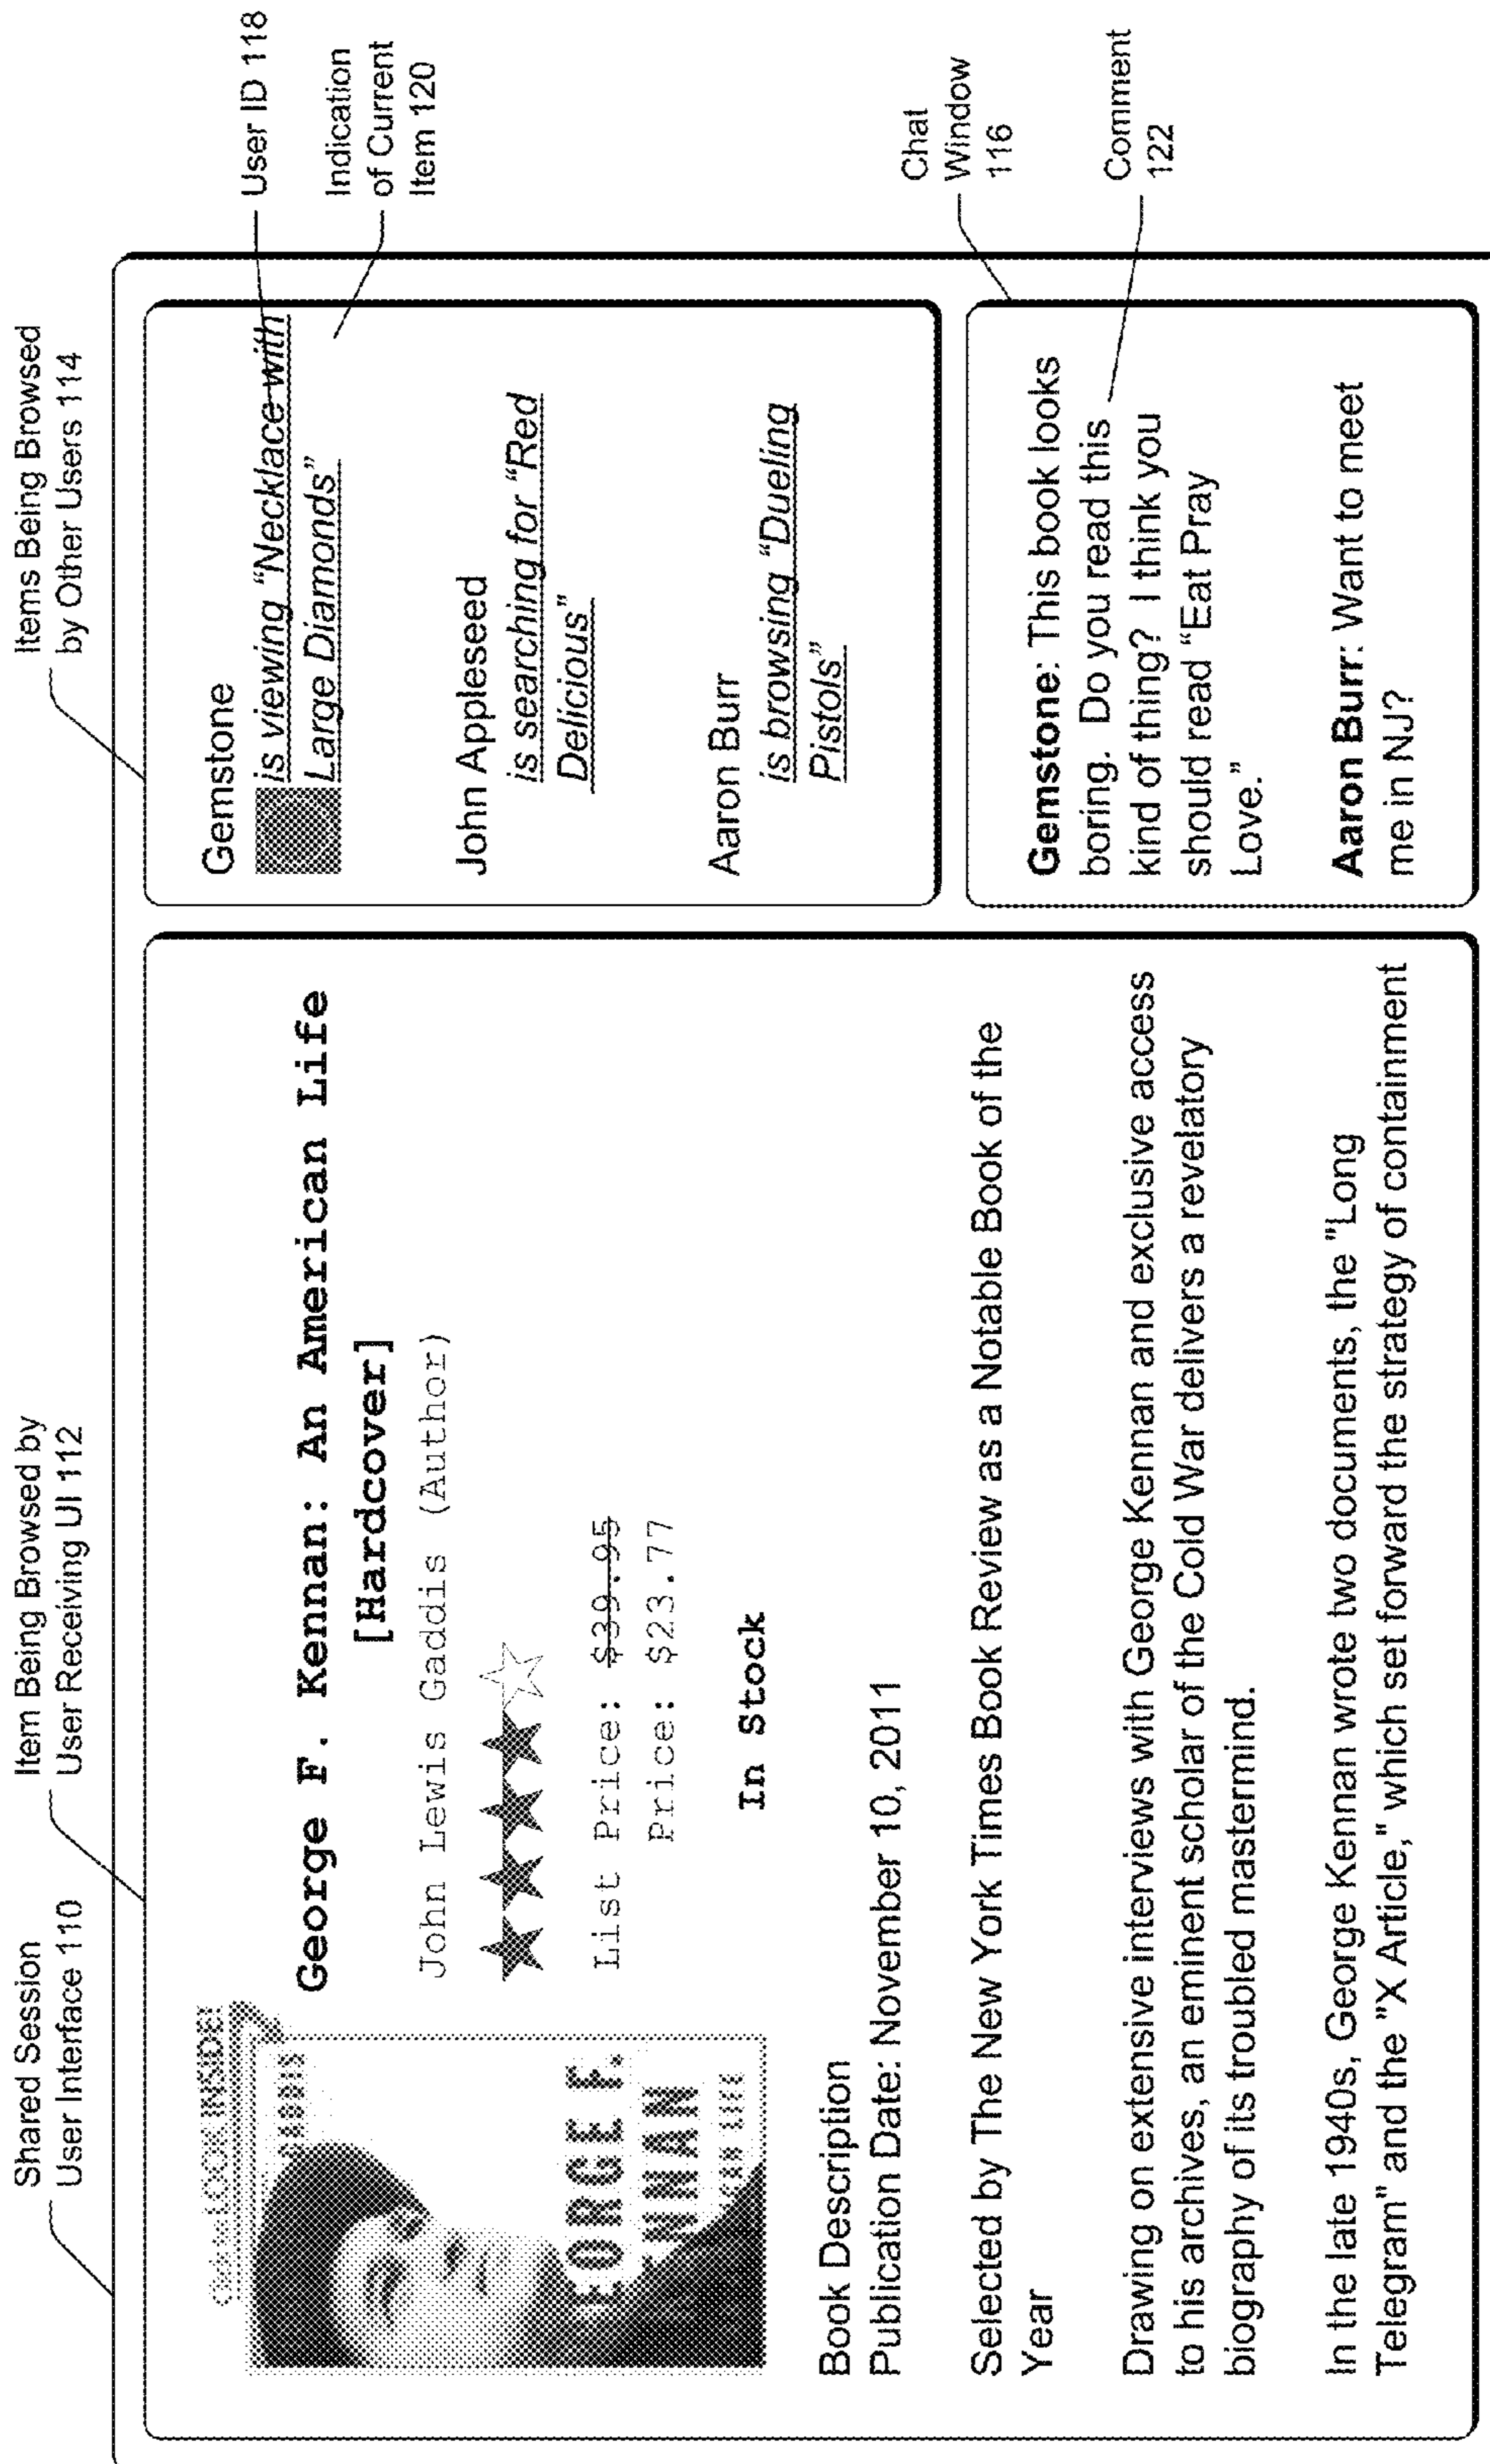 Shared Session
User Interface 110
Item Being Browsed by
User Receiving UI 112
Items Being Browsed
by Other Users 114
LOOK INSIDE!
George F. Kennan: An American Life
[Hardcover]
John Lewis Gaddis (Author)
List Price: $39.95
Price: $23.77
In Stock
Book Description
Publication Date: November 10, 2011
Selected by The New York Times Book Review as a Notable Book of the
Year
Drawing on extensive interviews with George Kennan and exclusive access
to his archives, an eminent scholar of the Cold War delivers a revelatory
biography of its troubled mastermind.
In the late 1940s, George Kennan wrote two documents, the "Long
Telegram" and the "X Article," which set forward the strategy of containment
Gemstone
is viewing “Necklace with
Large Diamonds”
John Appleseed
is searching for “Red
Delicious”
Aaron Burr
is browsing “Dueling
Pistols”
Gemstone: This book looks
boring. Do you read this
kind of thing? I think you
should read “Eat Pray
Love.”
Aaron Burr: Want to meet
me in NJ?
User ID 118
Indication
of Current
Item 120
Chat
Window
116
Comment
122